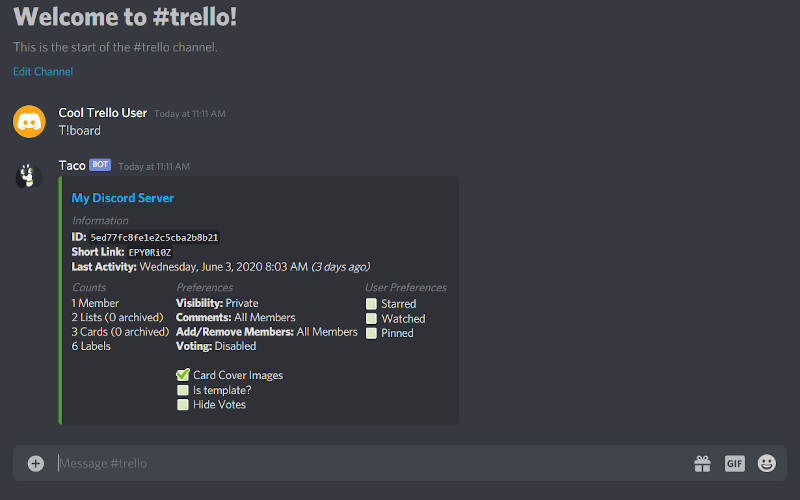 Welcome to #trello!
This is the start of the #trello channel.
Edit Channel
Cool Trello User Today at 11:11 AM
T!board
Taco BOT Today at 11:11 AM
My Discord Server
Information
ID: 5ed77fc8fe1e2c5cba2b8b21
Short Link: EPY0Ri0Z
Last Activity: Wednesday, June 3, 2020 8:03 AM (3 days ago)
Counts
1 Member
2 Lists (0 archived)
3 Cards (0 archived)
6 Labels
Preferences
Visibility: Private
Comments: All Members
Add/Remove Members: All Members
Voting: Disabled
Card Cover Images
Is template?
Hide Votes
User Preferences
Starred
Watched
Pinned
Message #trello
GIF